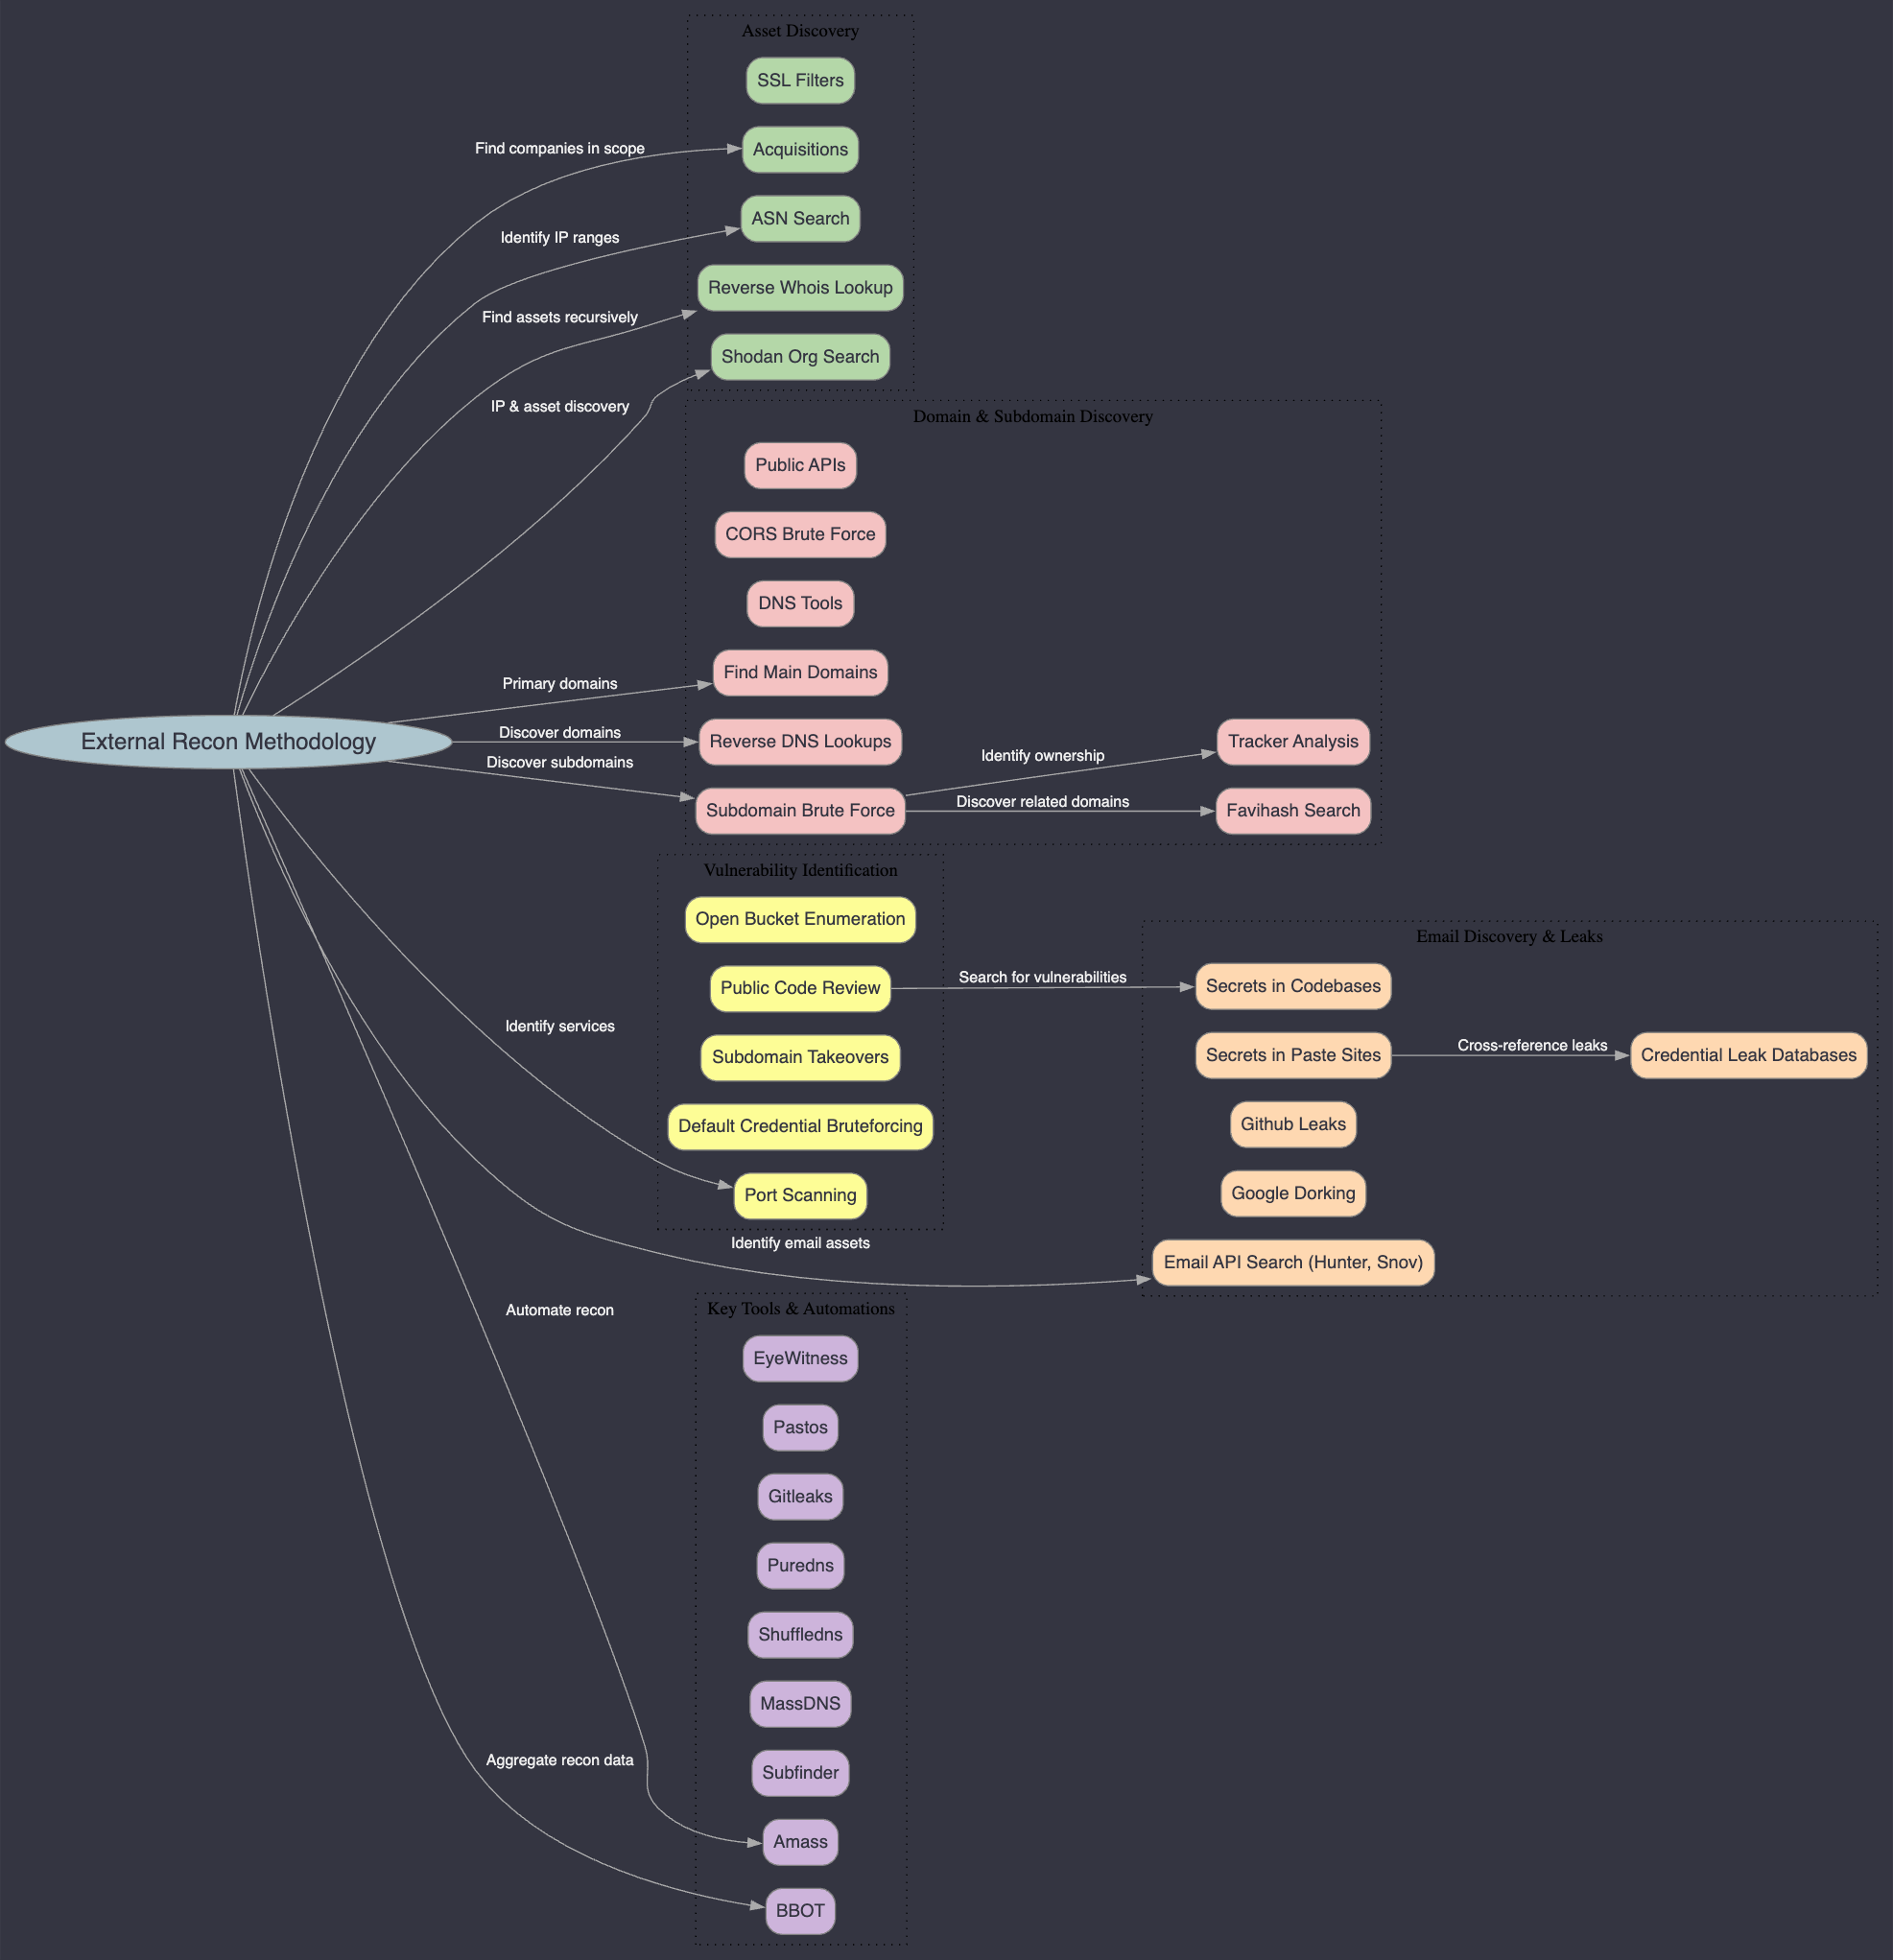 Asset Discovery
SSL Filters
Find companies in scope
Acquisitions
Identify IP ranges
ASN Search
Find assets recursively
Reverse Whois Lookup
IP & asset discovery
Shodan Org Search
Domain & Subdomain Discovery
Public APIs
CORS Brute Force
DNS Tools
Primary domains
Find Main Domains
External Recon Methodology
Discover domains
Reverse DNS Lookups
Discover subdomains
Subdomain Brute Force
Identify ownership
Tracker Analysis
Discover related domains
Favihash Search
Vulnerability Identification
Open Bucket Enumeration
Public Code Review
Subdomain Takeovers
Default Credential Bruteforcing
Identify services
Port Scanning
Search for vulnerabilities
Email Discovery & Leaks
Secrets in Codebases
Secrets in Paste Sites
Cross-reference leaks
Credential Leak Databases
Github Leaks
Google Dorking
Identify email assets
Email API Search (Hunter, Snov)
Key Tools & Automations
EyeWitness
Pastos
Gitleaks
Puredns
Shuffledns
MassDNS
Subfinder
Automate recon
Amass
Aggregate recon data
BBOT